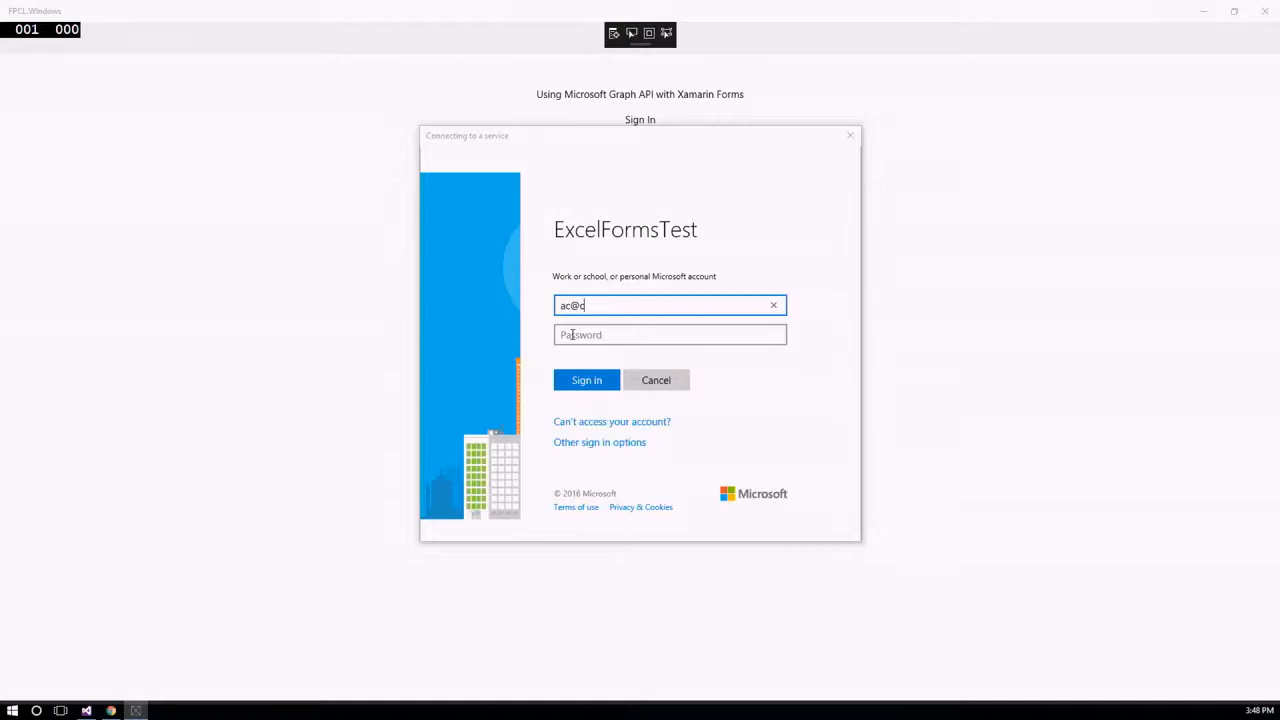 FPCL.Windows
001 000
Using Microsoft Graph API with Xamarin Forms
Sign In
Connecting to a service
ExcelFormsTest
Work or school, or personal Microsoft account
ac@c
Password
Sign in Cancel
Can't access your account?
Other sign in options
© 2016 Microsoft
Microsoft
Terms of use Privacy & Cookies
3:48 PM